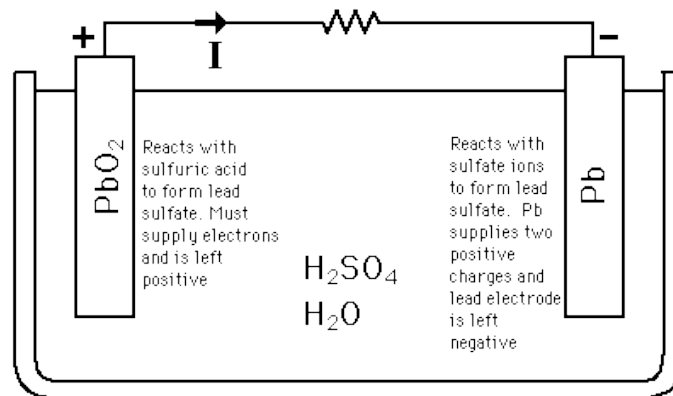 +
-
I
PbO₂
Reacts with
sulfuric acid
to form lead
sulfate. Must
supply electrons
and is left
positive
H₂SO₄
H₂O
Reacts with
sulfate ions
to form lead
sulfate. Pb
supplies two
positive
charges and
lead electrode
is left
negative
Pb